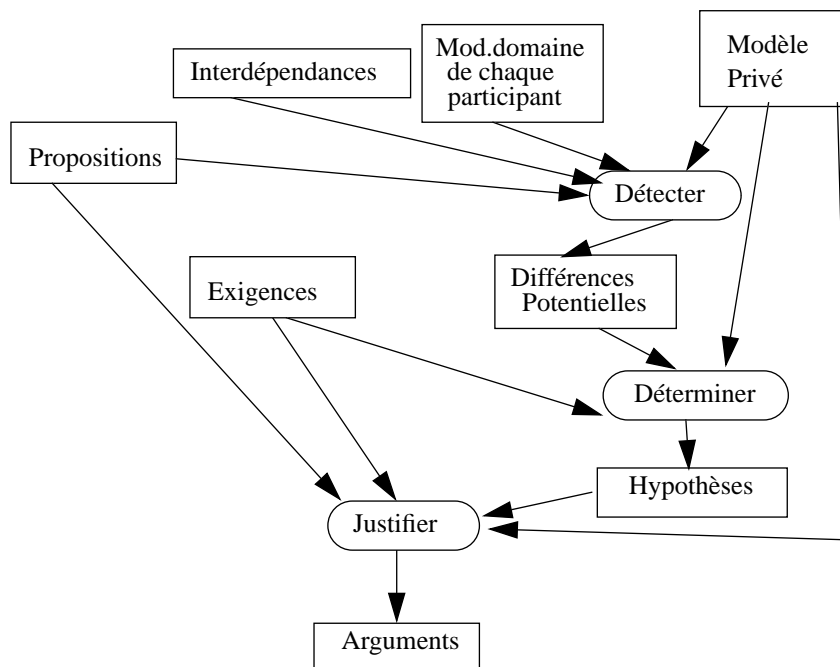 Mod.domaine
de chaque
participant
Modèle
Privé
Interdépendances
Propositions
Détecter
Différences
Potentielles
Exigences
Déterminer
Hypothèses
Justifier
Arguments